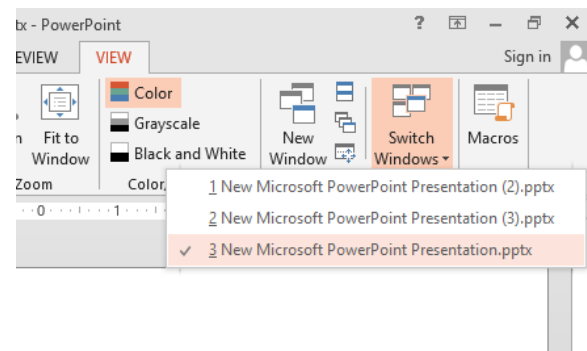 tx - PowerPoint ?
EVIEW VIEW Sign in
Color
Grayscale
Black and White
n Fit to
Window
New
Window
Switch
Windows
Macros
Zoom Color,
0 1
1 New Microsoft PowerPoint Presentation (2).pptx
2 New Microsoft PowerPoint Presentation (3).pptx
3 New Microsoft PowerPoint Presentation.pptx